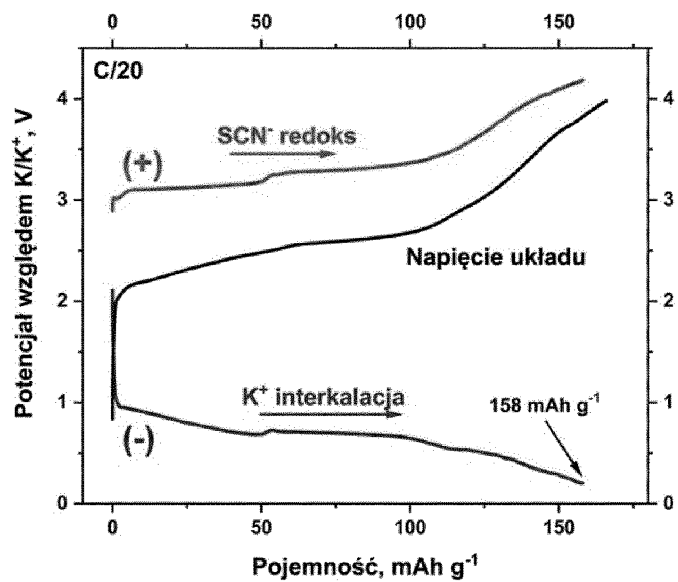 0 50 100 150
C/20
4 4
SCN⁻ redoks
(+)
3 3
Napięcie układu
2 2
K⁺ interkalacja
158 mAh g⁻¹
1 1
(-)
0 0
0 50 100 150
Potencjał względem K/K⁺, V
Pojemność, mAh g⁻¹